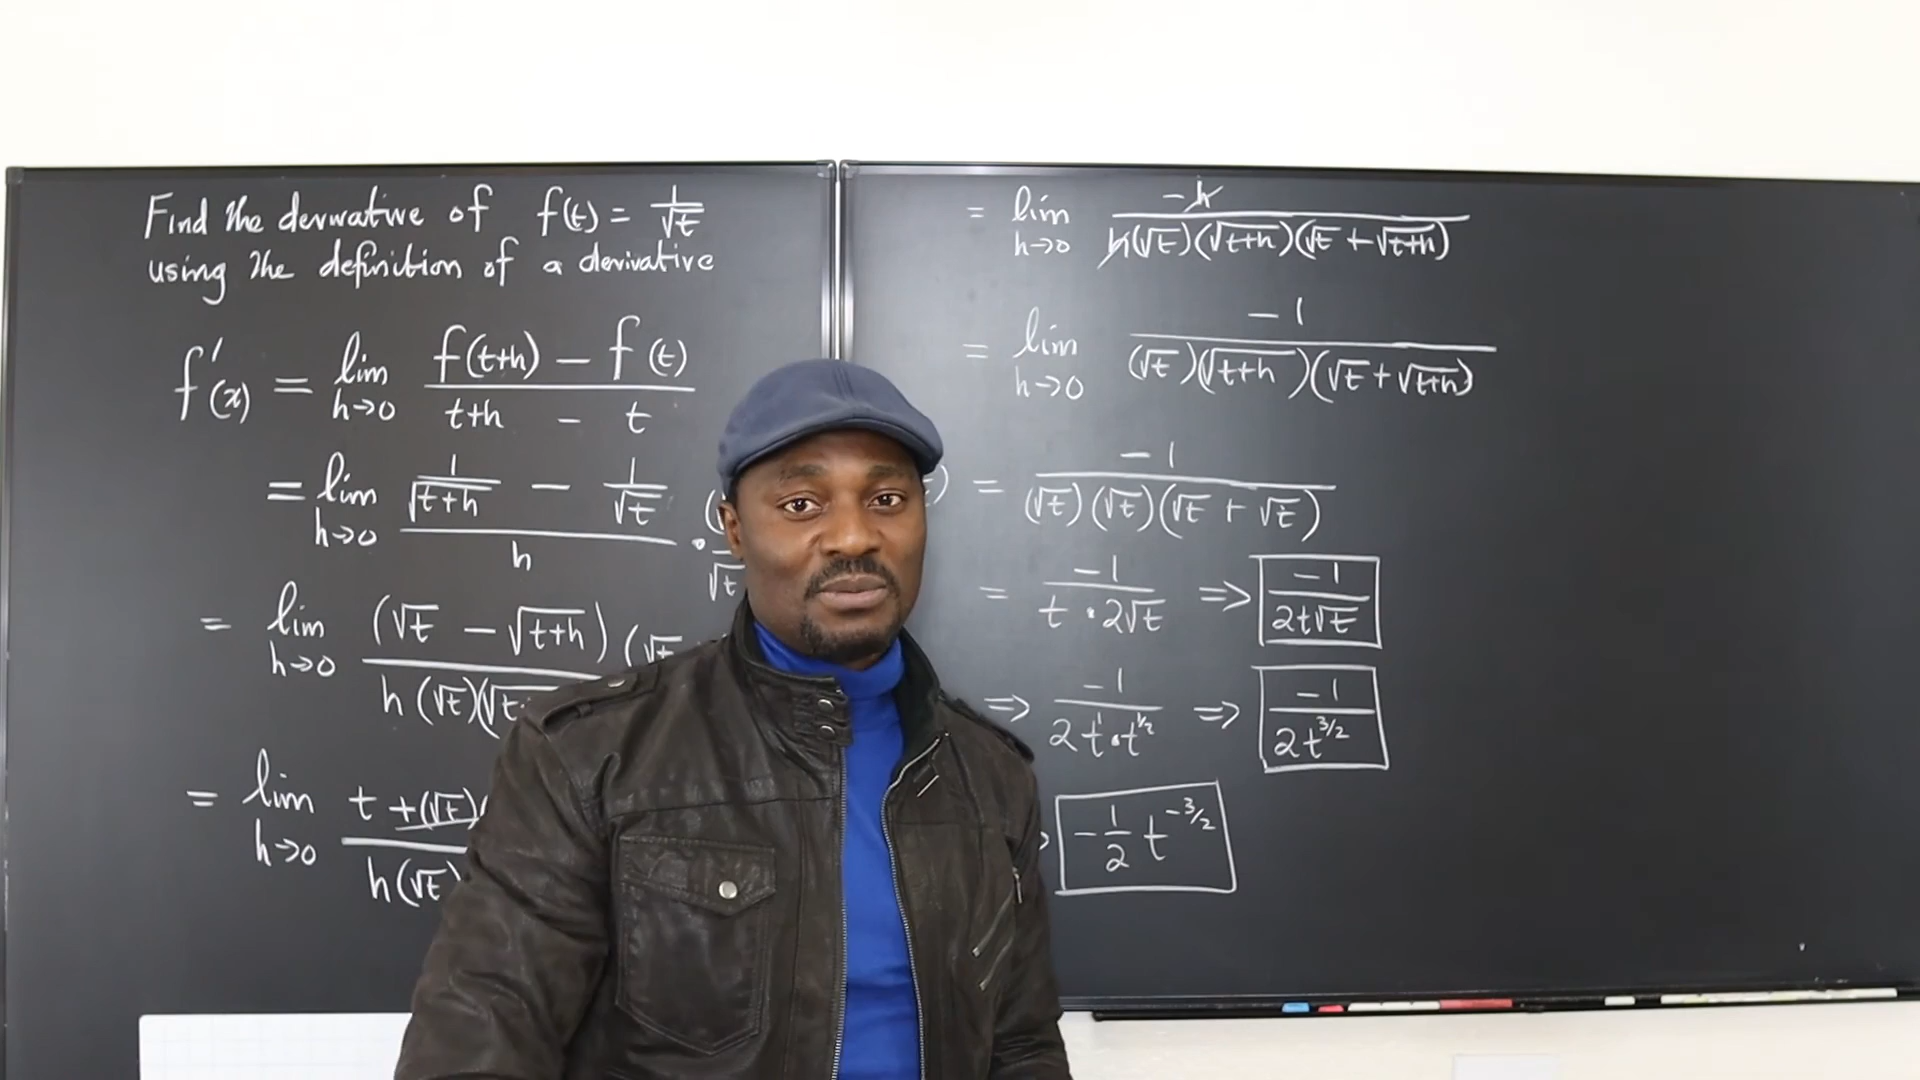 Find the derivative of f(t) = 1/√t
using the definition of a derivative
f'(x) = lim h→0 (f(t+h) − f(t))/(t+h − t)
= lim h→0 (1/√(t+h) − 1/√t)/h ·
= lim h→0 (√t − √(t+h))(√t
h(√t)(√t
= lim h→0 t + (√t)
h(√t)
= lim h→0 −h/(h(√t)(√(t+h))(√t + √(t+h)))
= lim h→0 −1/((√t)(√(t+h))(√t + √(t+h)))
= −1/((√t)(√t)(√t + √t))
= −1/(t · 2√t) ⇒ −1/(2t√t)
⇒ −1/(2t¹·t^(1/2)) ⇒ −1/(2t^(3/2))
−1/2 t^(−3/2)